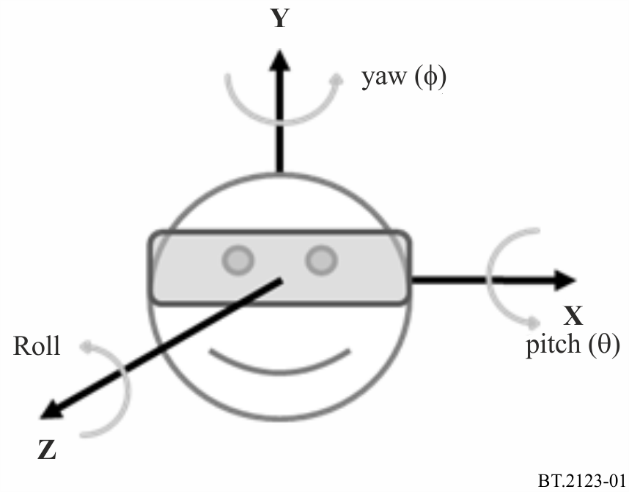 Y
yaw (ϕ)
X
pitch (θ)
Roll
Z
BT.2123-01